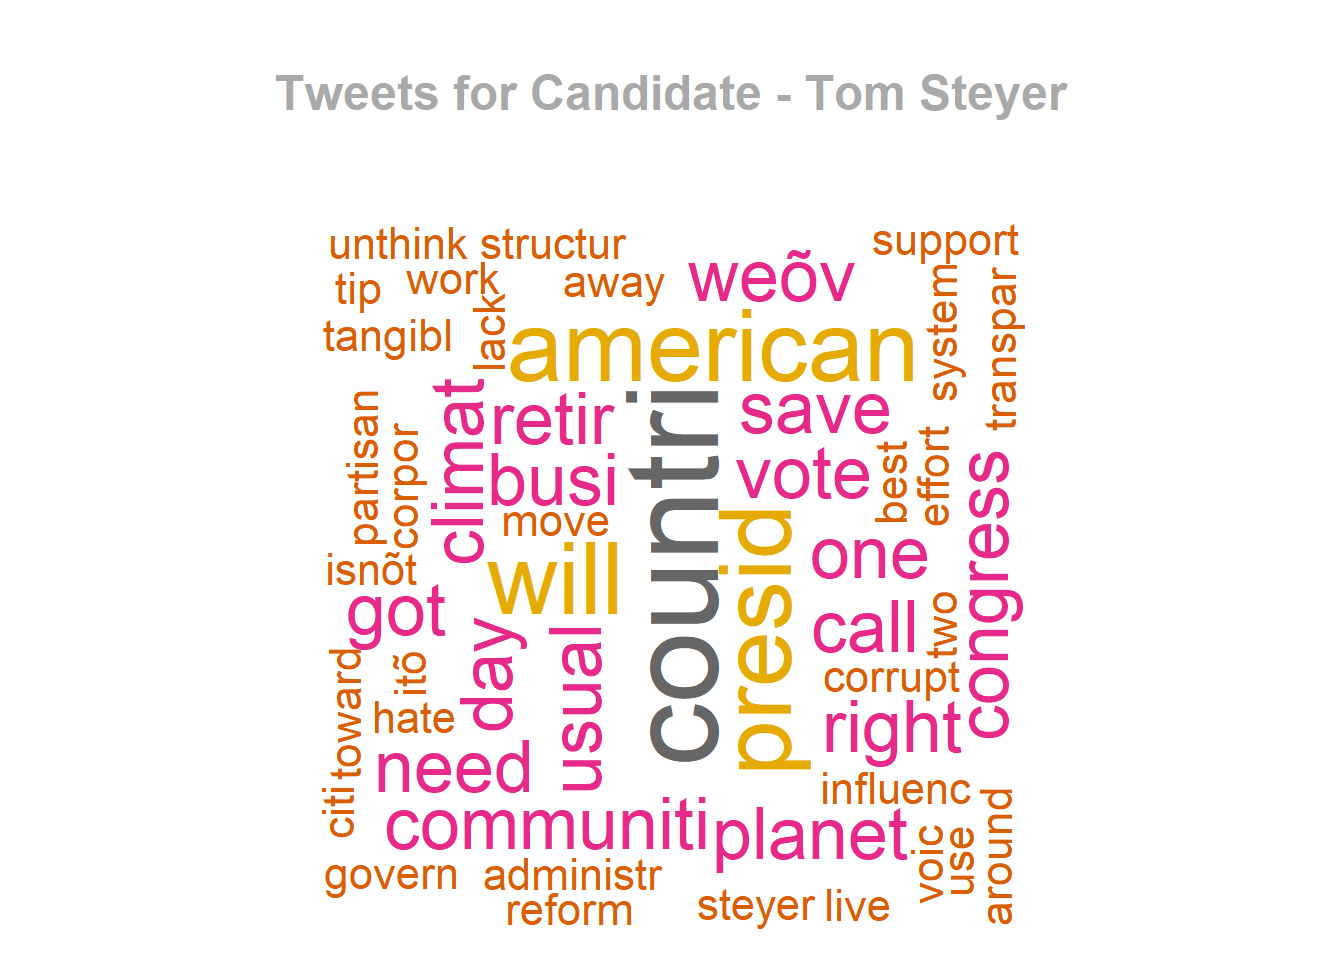 Tweets for Candidate - Tom Steyer
unthink structur
support
tip
work
away
weõv
tangibl
lack
american
system
transpar
climat
retir
countri
save
partisan
corpor
busi
vote
best
effort
congress
move
isnõt
will
presid
one
got
day
usual
call
two
toward
itõ
hate
corrupt
right
need
citi
communiti
planet
influenc
voic
use
around
govern
administr
reform
steyer
live